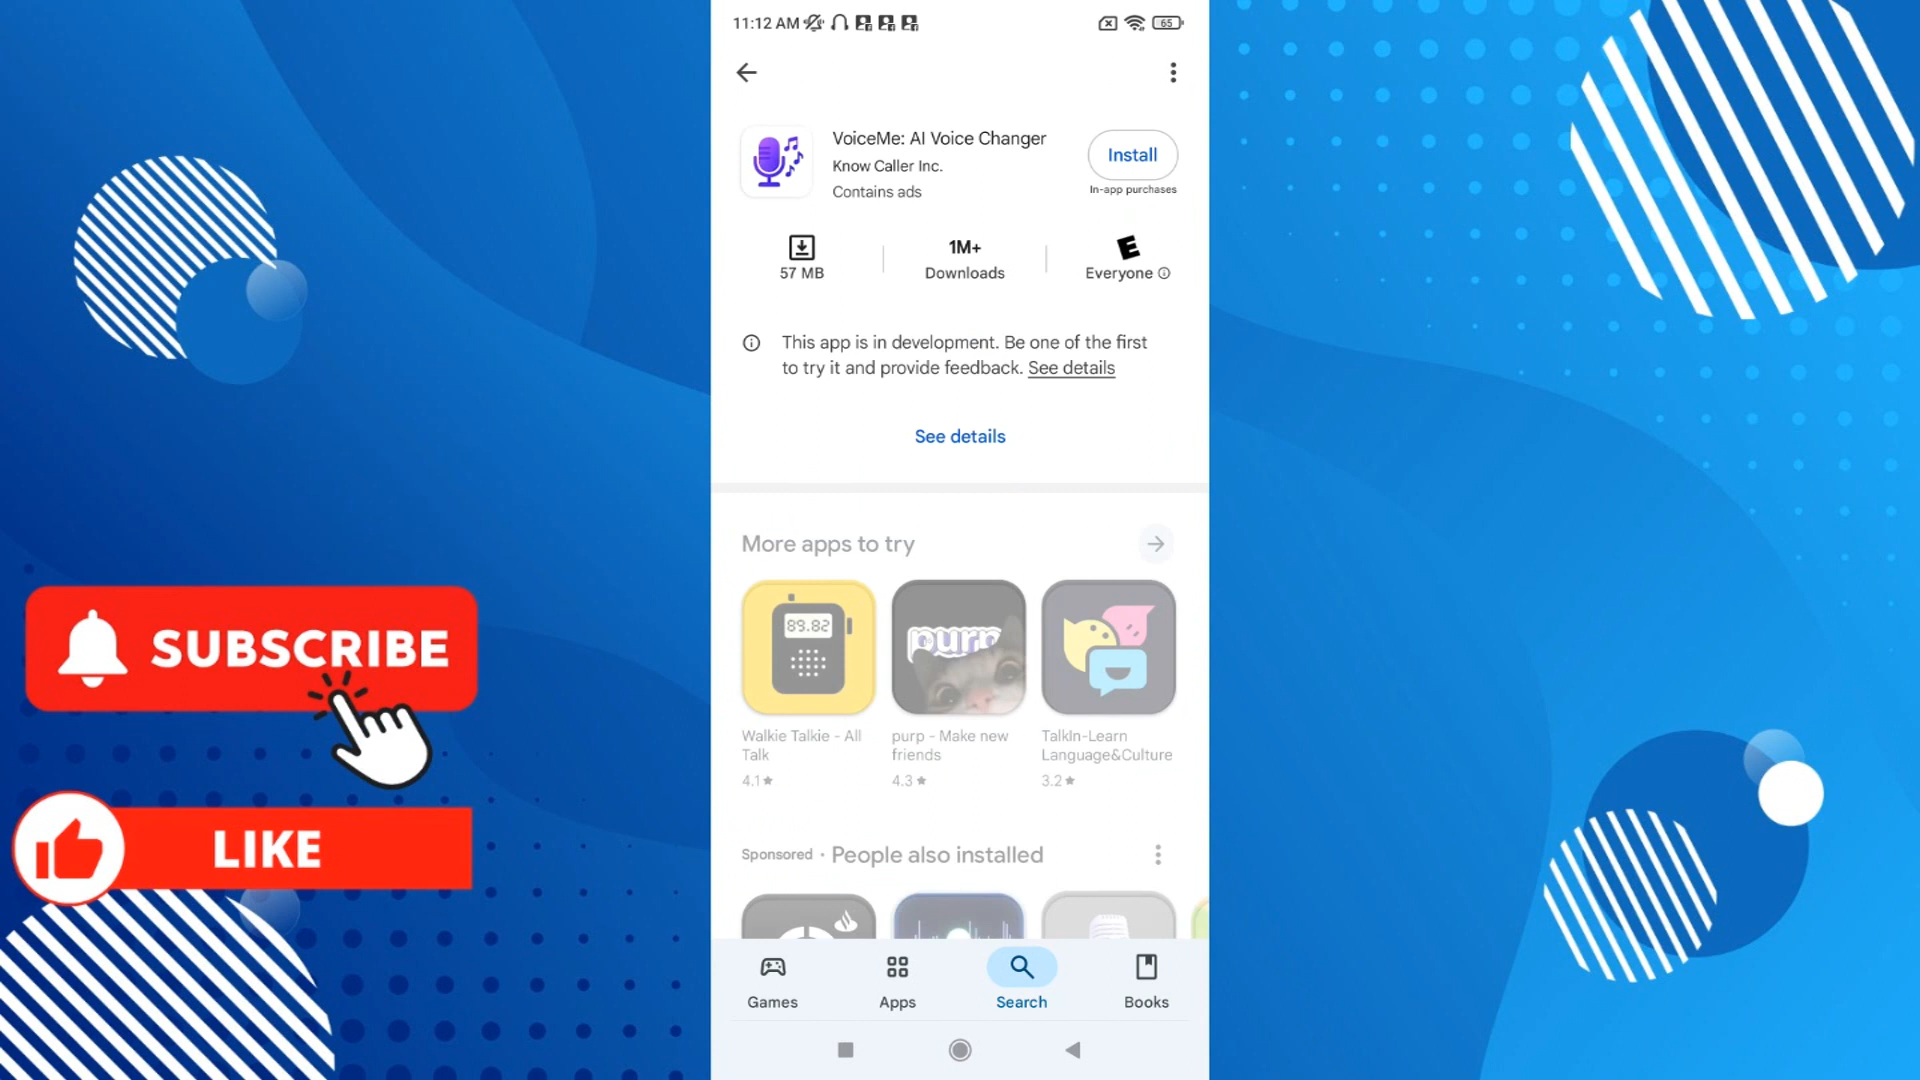 11:12 AM
65
VoiceMe: AI Voice Changer
Know Caller Inc.
Contains ads
Install
In-app purchases
57 MB
1M+
Downloads
E
Everyone
This app is in development. Be one of the first
to try it and provide feedback. See details
See details
More apps to try
89.82
purp
Walkie Talkie - All
Talk
4.1★
purp - Make new
friends
4.3★
TalkIn-Learn
Language&Culture
3.2★
Sponsored · People also installed
Games
Apps
Search
Books
SUBSCRIBE
LIKE